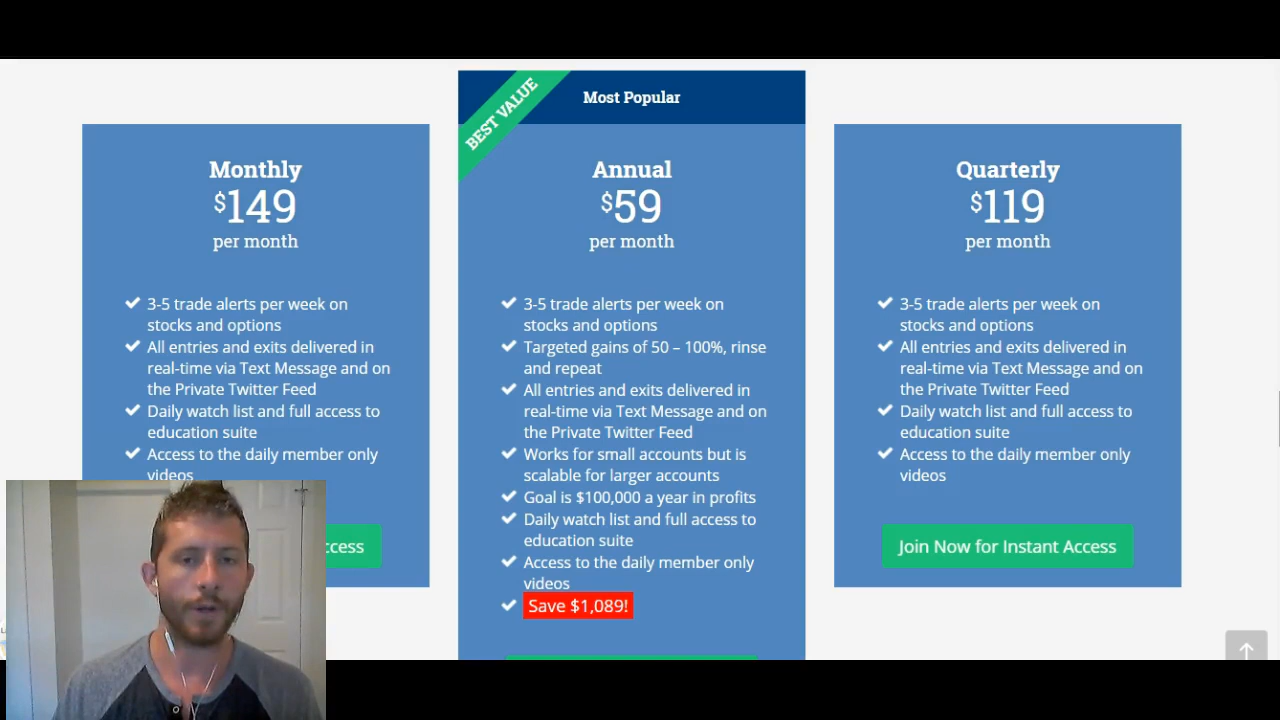 BEST VALUE
Most Popular
Monthly
$149
per month
3-5 trade alerts per week on
stocks and options
All entries and exits delivered in
real-time via Text Message and on
the Private Twitter Feed
Daily watch list and full access to
education suite
Access to the daily member only
videos
ccess
Annual
$59
per month
3-5 trade alerts per week on
stocks and options
Targeted gains of 50 – 100%, rinse
and repeat
All entries and exits delivered in
real-time via Text Message and on
the Private Twitter Feed
Works for small accounts but is
scalable for larger accounts
Goal is $100,000 a year in profits
Daily watch list and full access to
education suite
Access to the daily member only
videos
Save $1,089!
Quarterly
$119
per month
3-5 trade alerts per week on
stocks and options
All entries and exits delivered in
real-time via Text Message and on
the Private Twitter Feed
Daily watch list and full access to
education suite
Access to the daily member only
videos
Join Now for Instant Access